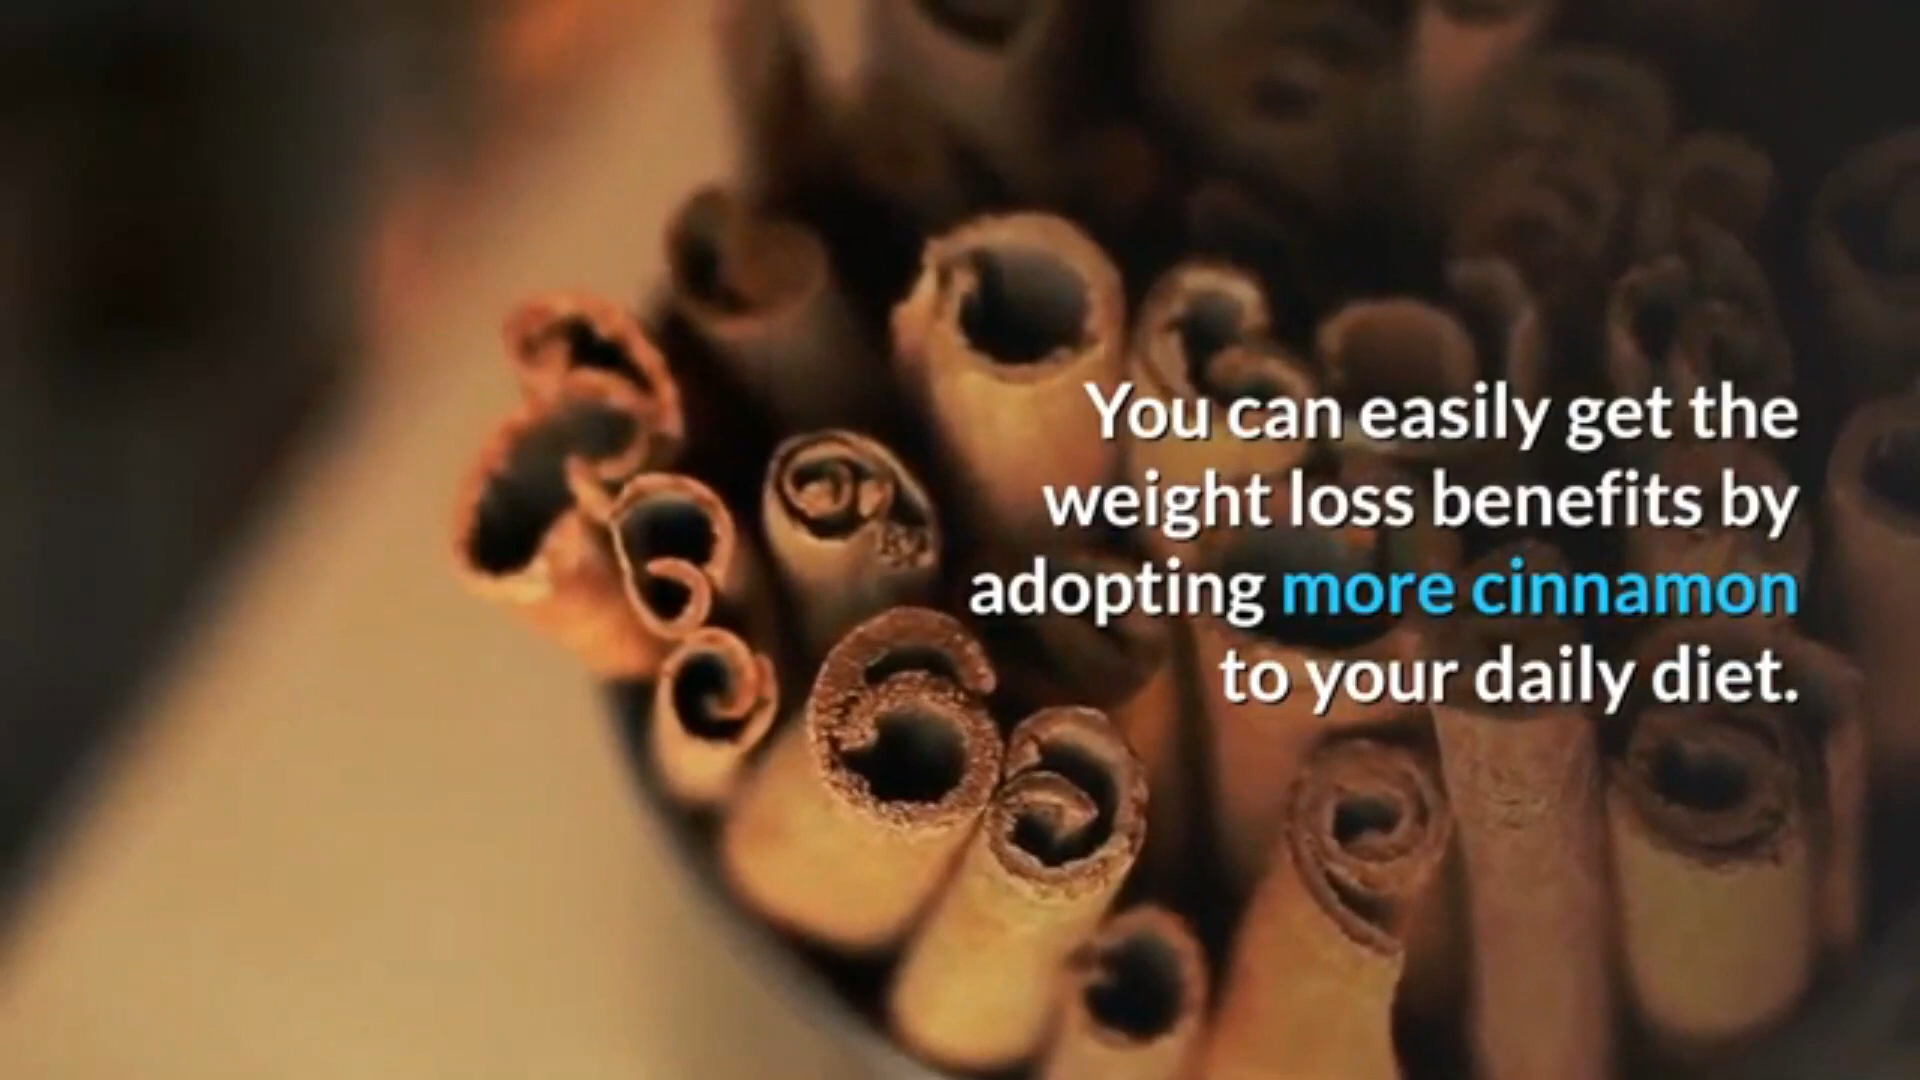 You can easily get the
weight loss benefits by
adopting more cinnamon
to your daily diet.